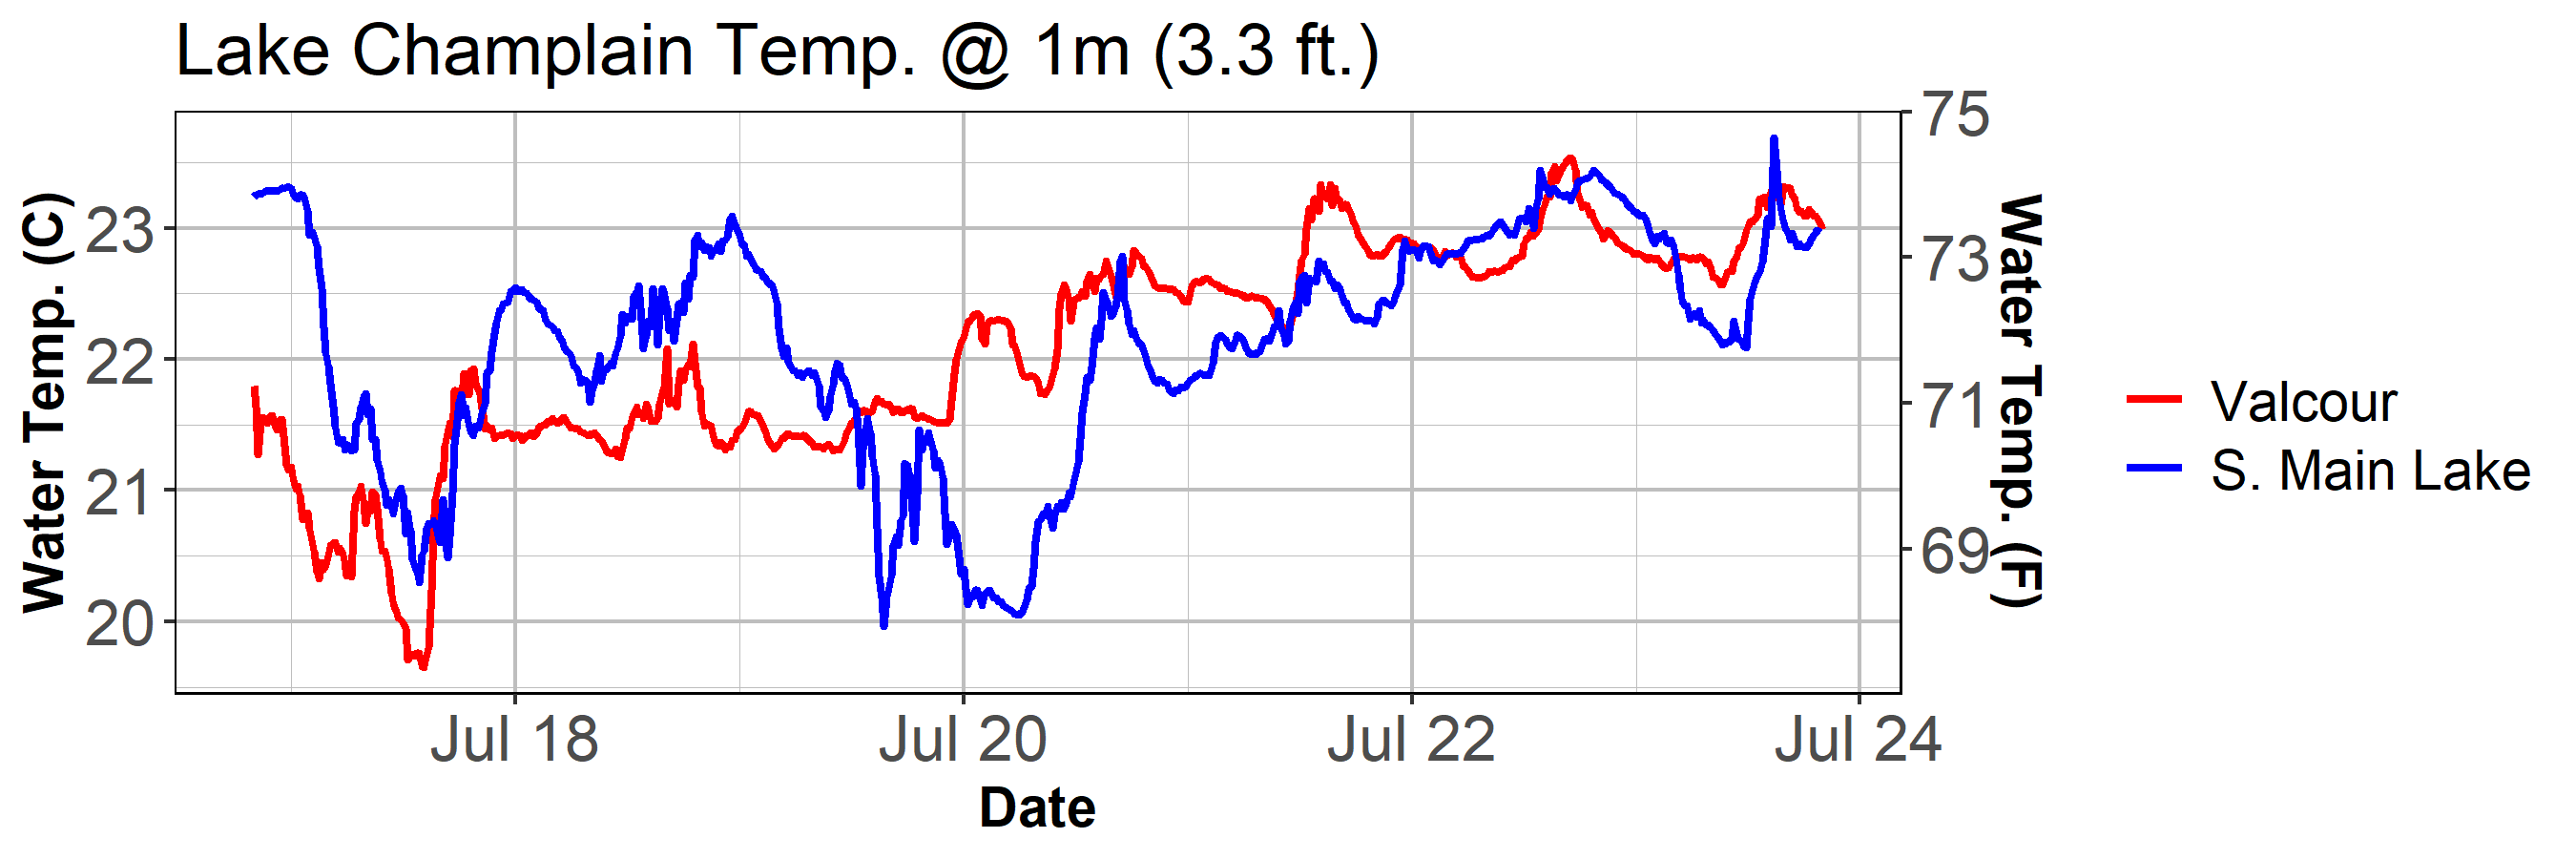 Lake Champlain Temp. @ 1m (3.3 ft.)
Water Temp. (C)
23
22
21
20
75
73
71
69
Water Temp. (F)
Jul 18
Jul 20
Jul 22
Jul 24
Date
Valcour
S. Main Lake